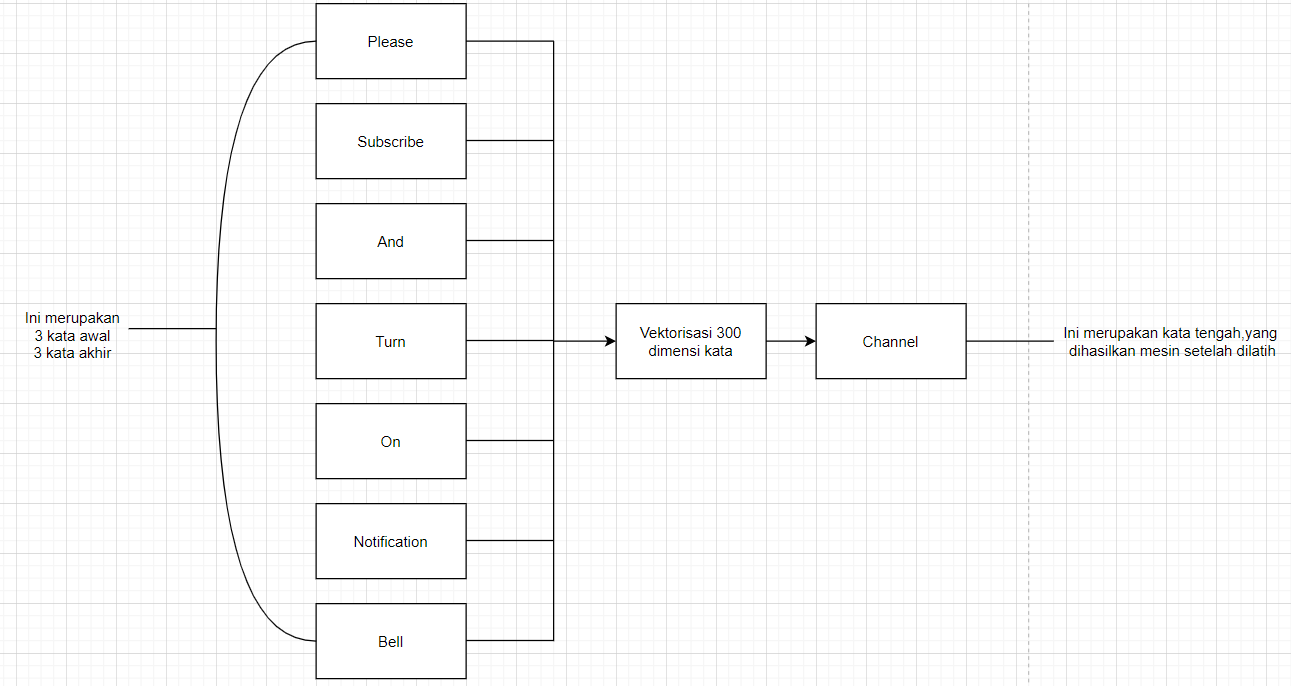 Please
Subscribe
And
Turn
On
Notification
Bell
Ini merupakan
3 kata awal
3 kata akhir
Vektorisasi 300
dimensi kata
Channel
Ini merupakan kata tengah,yang
dihasilkan mesin setelah dilatih